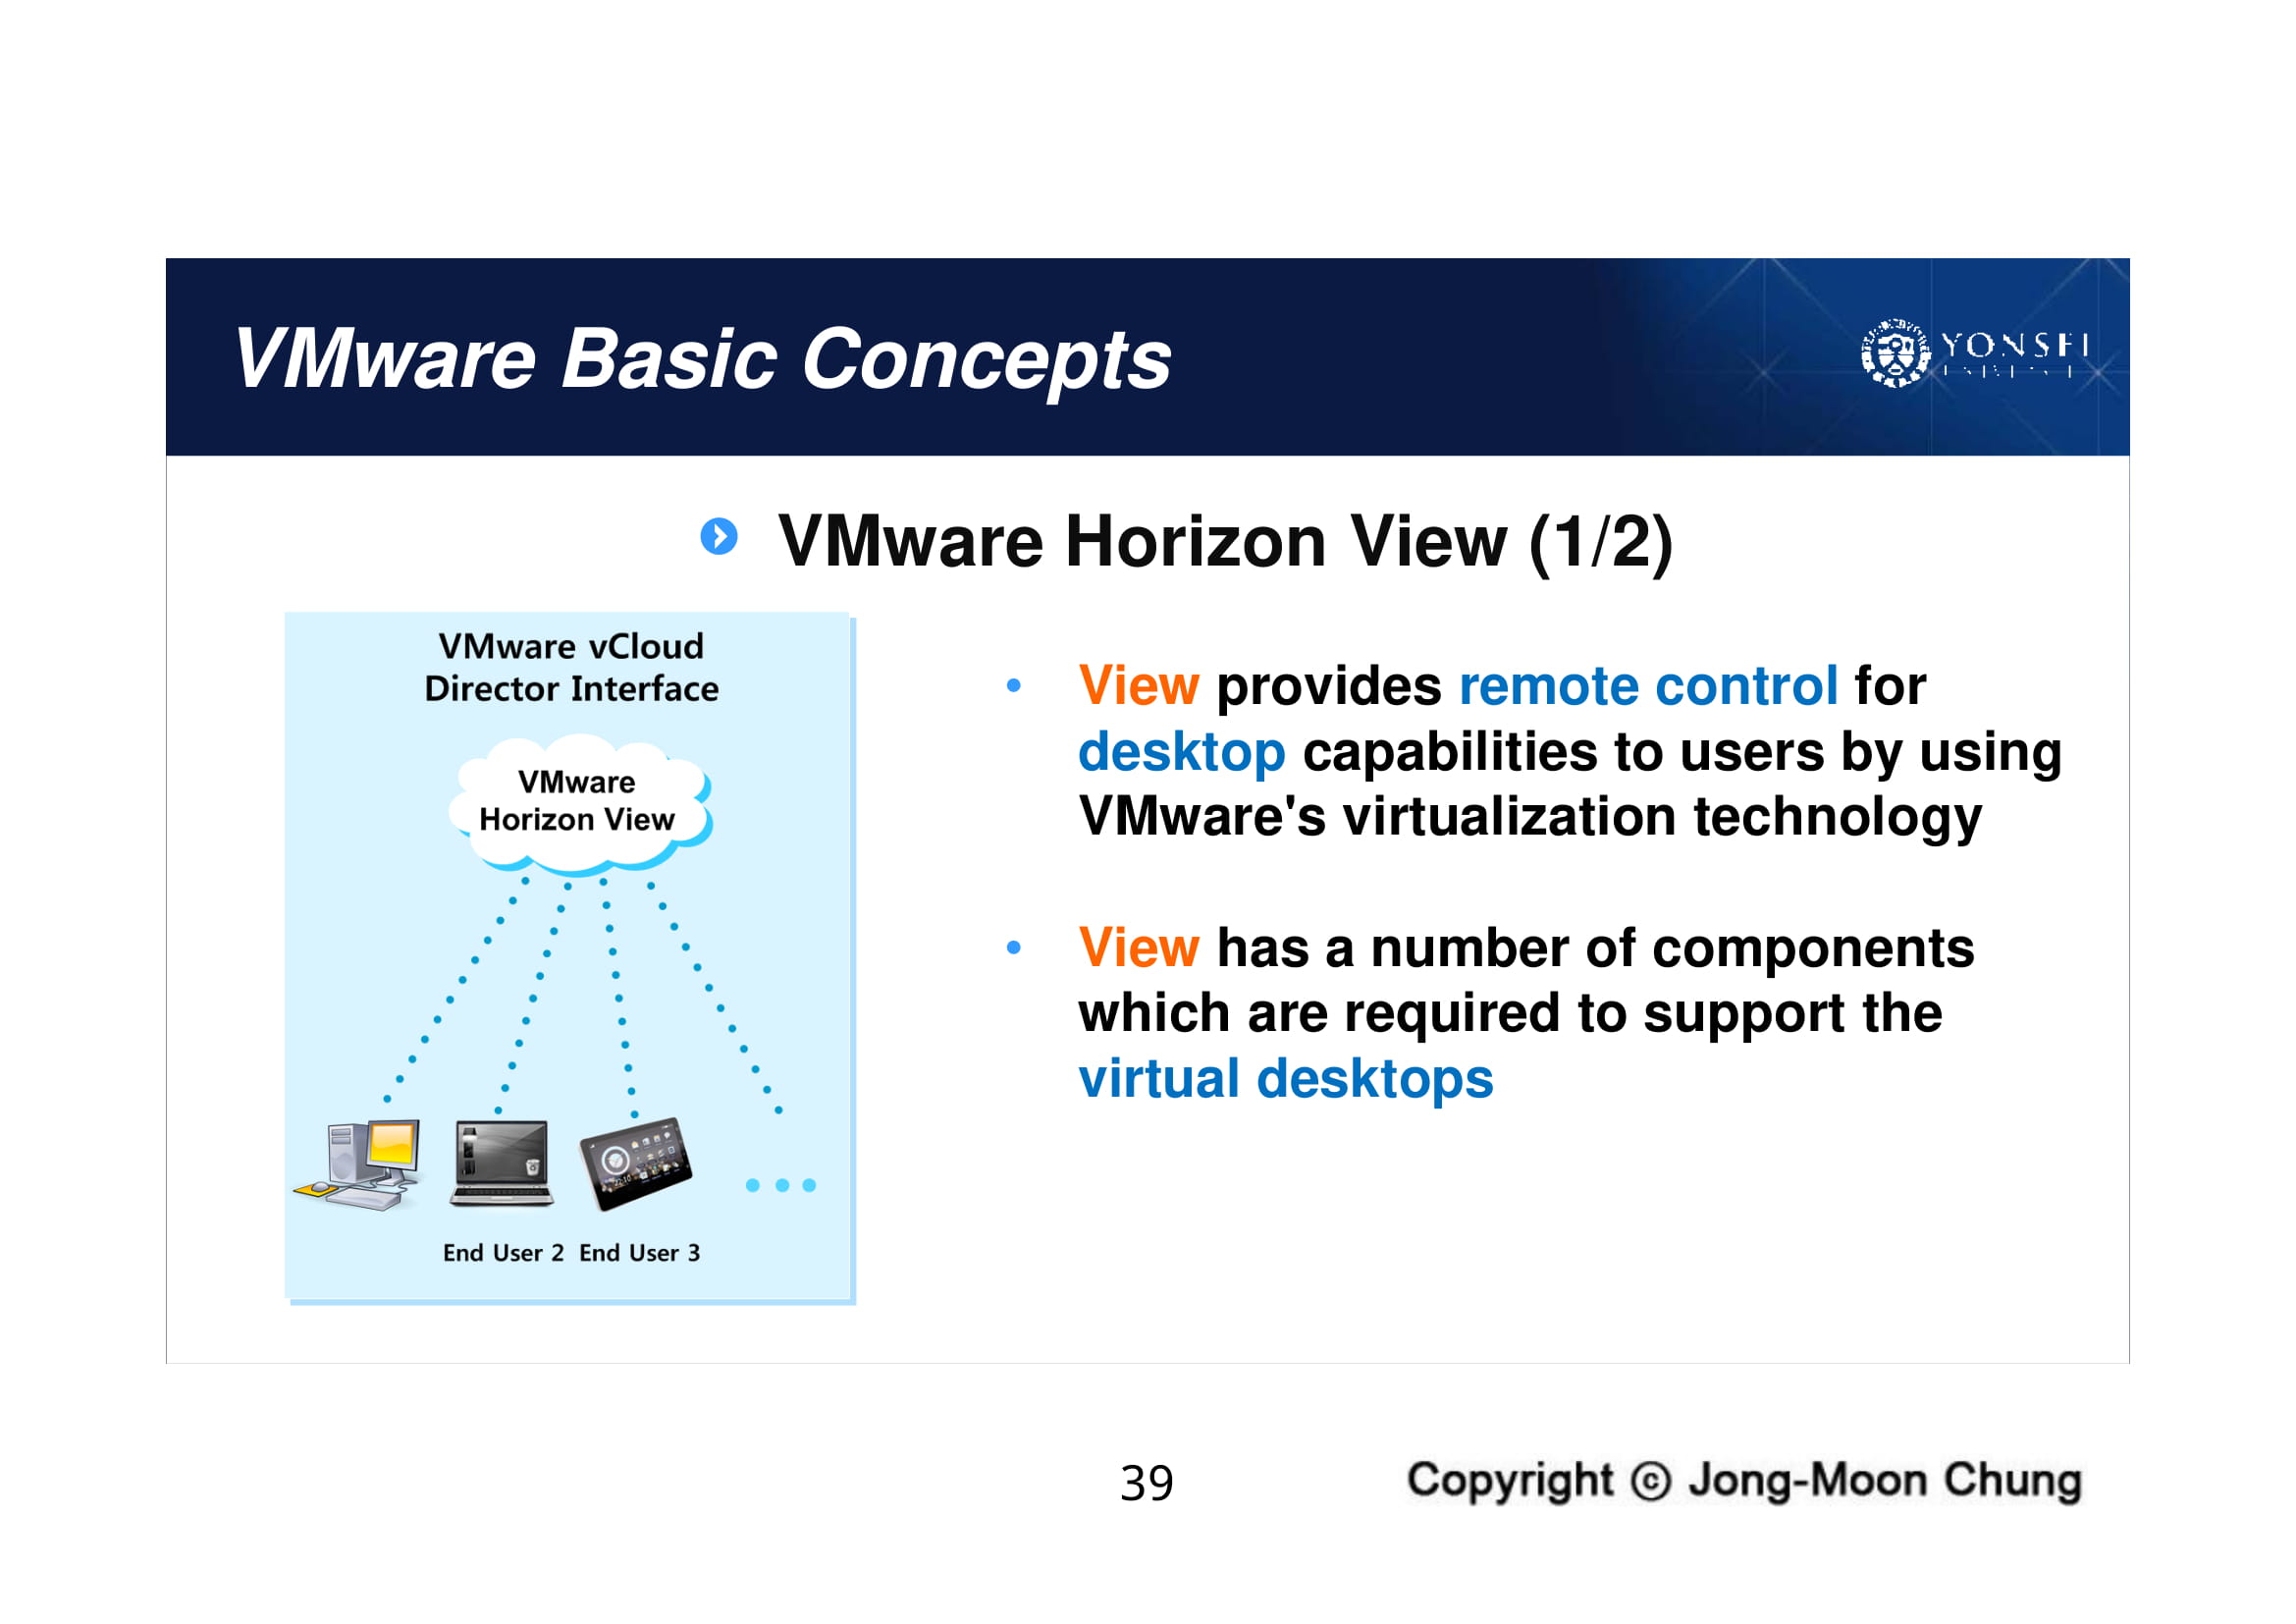 VMware Basic Concepts
YONSEI
VMware Horizon View (1/2)
VMware vCloud
Director Interface
VMware
Horizon View
End User 2 End User 3
• View provides remote control for
desktop capabilities to users by using
VMware's virtualization technology
• View has a number of components
which are required to support the
virtual desktops
39
Copyright © Jong-Moon Chung